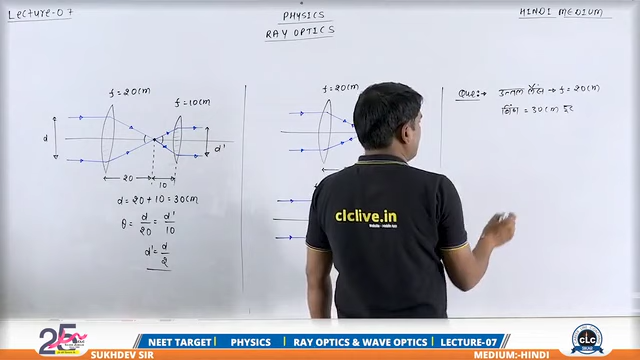 Lecture-07
PHYSICS
RAY OPTICS
HINDI MEDIUM
f = 20cm
f = 10cm
d
d'
20
10
d = 20 + 10 = 30cm
θ = d/20 = d'/10
d' = d/2
f = 20cm
Que:→ उत्तल लैंस → f = 20cm
बिंब = 30cm दूर
clclive.in
25
CLC
NEET TARGET PHYSICS RAY OPTICS & WAVE OPTICS LECTURE-07
SUKHDEV SIR
MEDIUM:-HINDI